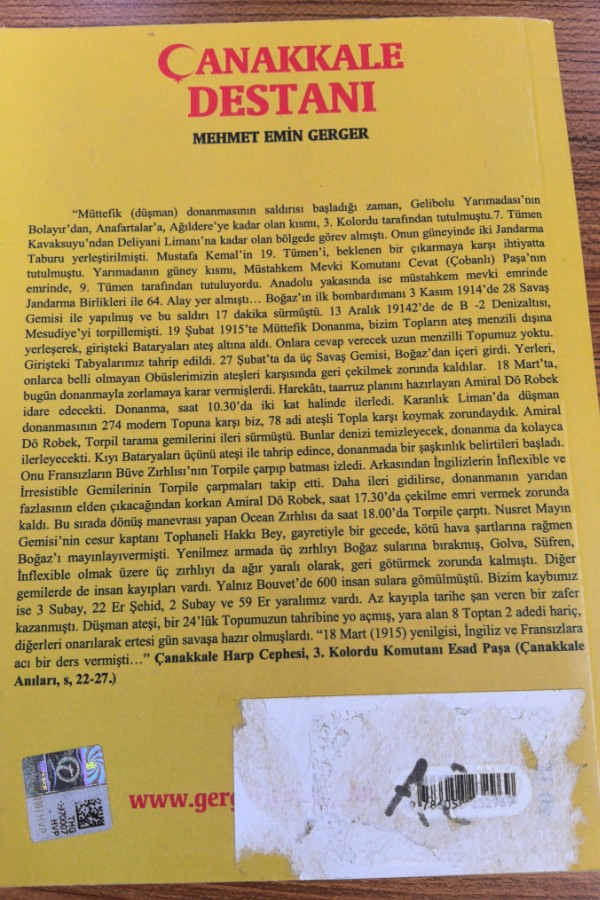 ÇANAKKALE
DESTANI
MEHMET EMİN GERGER
"Müttefik (düşman) donanmasının saldırısı başladığı zaman, Gelibolu Yarımadası'nın
Bolayır'dan, Anafartalar'a, Ağıldere'ye kadar olan kısmı, 3. Kolordu tarafından tutulmuştu.7. Tümen
Kavaksuyu'ndan Deliyani Limanı'na kadar olan bölgede görev almıştı. Onun güneyinde iki Jandarma
Taburu yerleştirilmişti. Mustafa Kemal'in 19. Tümen'i, beklenen bir çıkarmaya karşı ihtiyatta
tutulmuştu. Yarımadanın güney kısmı, Müstahkem Mevki Komutanı Cevat (Çobanlı) Paşa'nın
emrinde, 9. Tümen tarafından tutuluyordu. Anadolu yakasında ise müstahkem mevki emrinde
Jandarma Birlikleri ile 64. Alay yer almıştı… Boğaz'ın ilk bombardımanı 3 Kasım 1914'de 28 Savaş
Gemisi ile yapılmış ve bu saldırı 17 dakika sürmüştü. 13 Aralık 19142'de de B -2 Denizaltısı,
Mesudiye'yi torpillemişti. 19 Şubat 1915'te Müttefik Donanma, bizim Topların ateş menzili dışına
yerleşerek, girişteki Bataryaları ateş altına aldı. Onlara cevap verecek uzun menzilli Topumuz yoktu.
Girişteki Tabyalarımız tahrip edildi. 27 Şubat'ta da üç Savaş Gemisi, Boğaz'dan içeri girdi. Yerleri,
onlarca belli olmayan Obüslerimizin ateşleri karşısında geri çekilmek zorunda kaldılar. 18 Mart'ta,
bugün donanmayla zorlamaya karar vermişlerdi. Harekâtı, taarruz planını hazırlayan Amiral Dö Robek
idare edecekti. Donanma, saat 10.30'da iki kat halinde ilerledi. Karanlık Liman'da düşman
donanmasının 274 modern Topuna karşı biz, 78 adi ateşli Topla karşı koymak zorundaydık. Amiral
Dö Robek, Torpil tarama gemilerini ileri sürmüştü. Bunlar denizi temizleyecek, donanma da kolayca
ilerleyecekti. Kıyı Bataryaları üçünü ateşi ile tahrip edince, donanmada bir şaşkınlık belirtileri başladı.
Onu Fransızların Büve Zırhlısı'nın Torpile çarpıp batması izledi. Arkasından İngilizlerin İnflexible ve
İrresistible Gemilerinin Torpile çarpmaları takip etti. Daha ileri gidilirse, donanmanın yarıdan
fazlasının elden çıkacağından korkan Amiral Dö Robek, saat 17.30'da çekilme emri vermek zorunda
kaldı. Bu sırada dönüş manevrası yapan Ocean Zırhlısı da saat 18.00'da Torpile çarptı. Nusret Mayın
Gemisi'nin cesur kaptanı Tophaneli Hakkı Bey, gayretiyle bir gecede, kötü hava şartlarına rağmen
Boğaz'ı mayınlayıvermişti. Yenilmez armada üç zırhlıyı Boğaz sularına bırakmış, Golva, Süfren,
İnflexible olmak üzere üç zırhlıyı da ağır yaralı olarak, geri götürmek zorunda kalmıştı. Diğer
gemilerde de insan kayıpları vardı. Yalnız Bouvet'de 600 insan sulara gömülmüştü. Bizim kaybımız
ise 3 Subay, 22 Er Şehid, 2 Subay ve 59 Er yaralımız vardı. Az kayıpla tarihe şan veren bir zafer
kazanmıştı. Düşman ateşi, bir 24'lük Topumuzun tahribine yo açmış, yara alan 8 Toptan 2 adedi hariç,
diğerleri onarılarak ertesi gün savaşa hazır olmuşlardı. "18 Mart (1915) yenilgisi, İngiliz ve Fransızlara
acı bir ders vermişti…" Çanakkale Harp Cephesi, 3. Kolordu Komutanı Esad Paşa (Çanakkale
Anıları, s, 22-27.)
THG
www.gerg